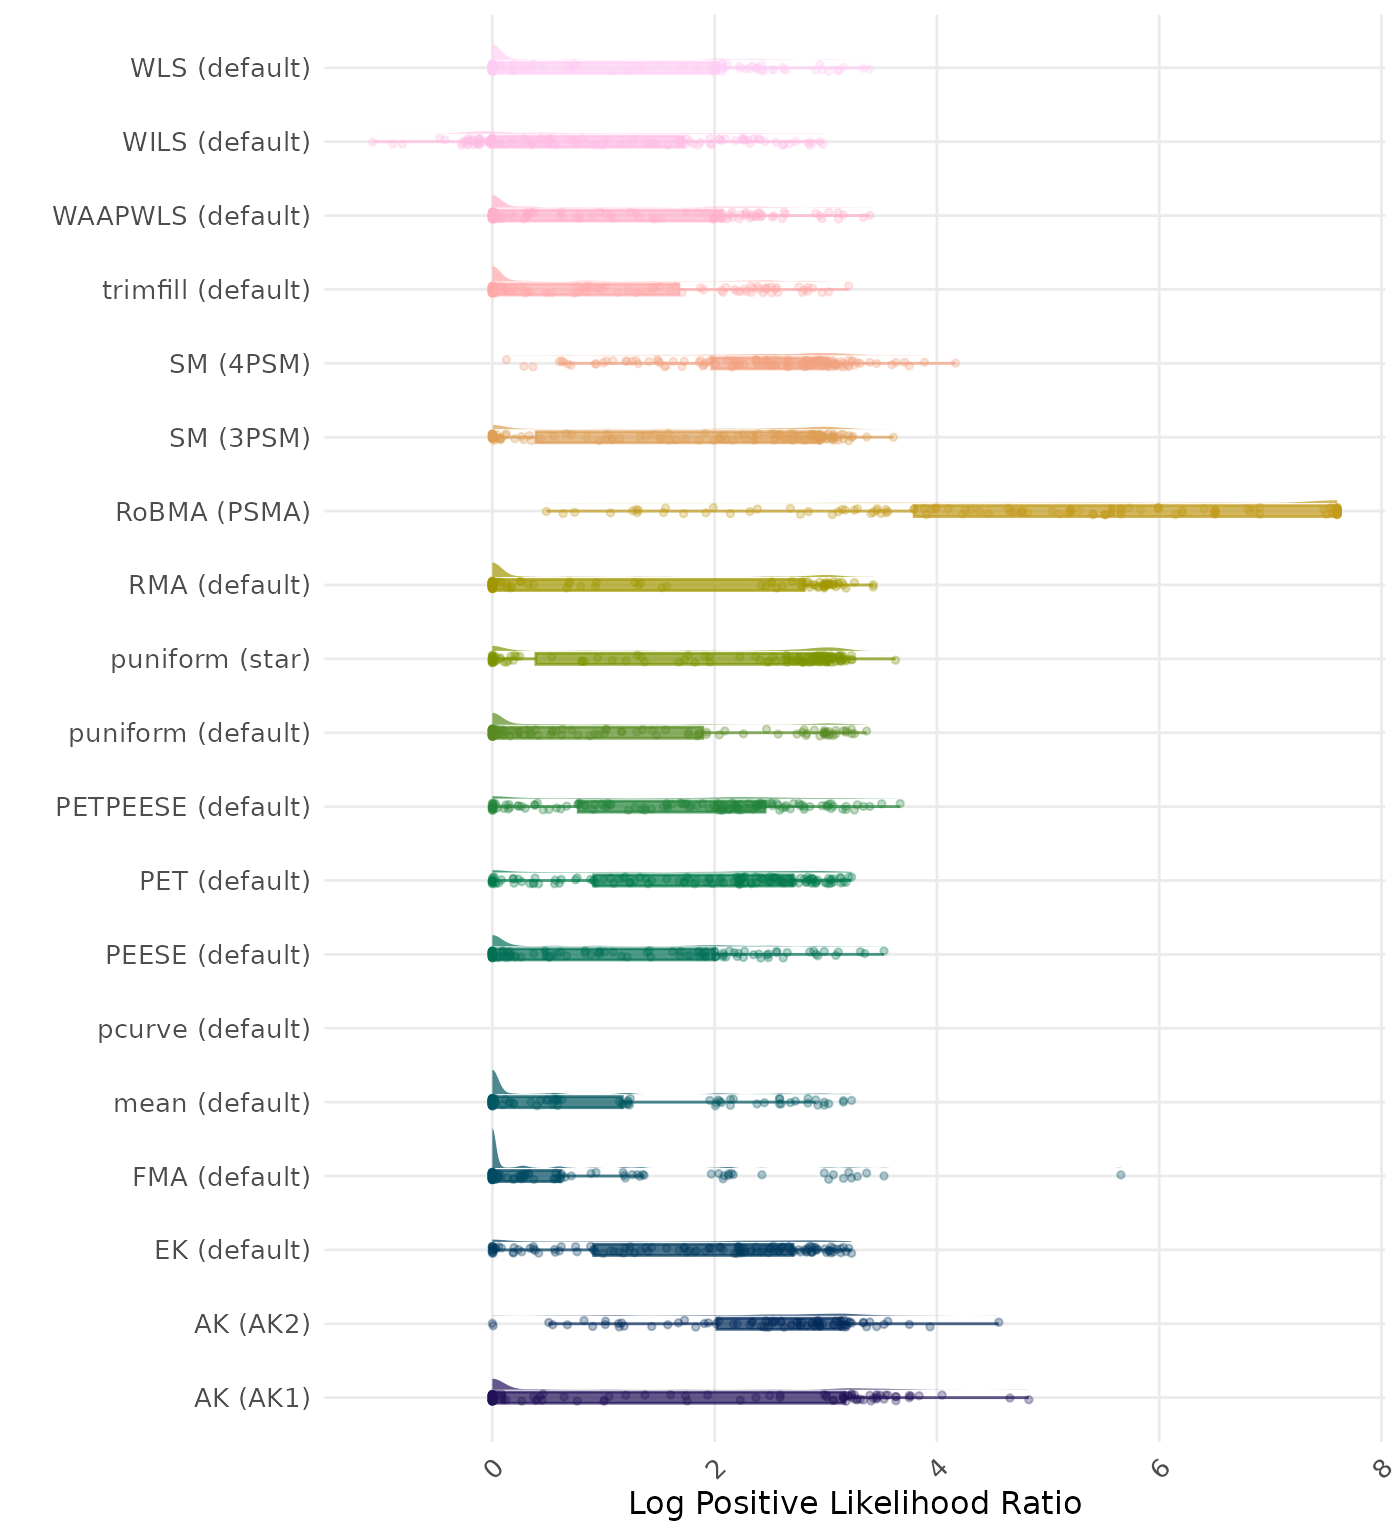 WLS (default)
WILS (default)
WAAPWLS (default)
trimfill (default)
SM (4PSM)
SM (3PSM)
RoBMA (PSMA)
RMA (default)
puniform (star)
puniform (default)
PETPEESE (default)
PET (default)
PEESE (default)
pcurve (default)
mean (default)
FMA (default)
EK (default)
AK (AK2)
AK (AK1)
0 2 4 6 8
Log Positive Likelihood Ratio